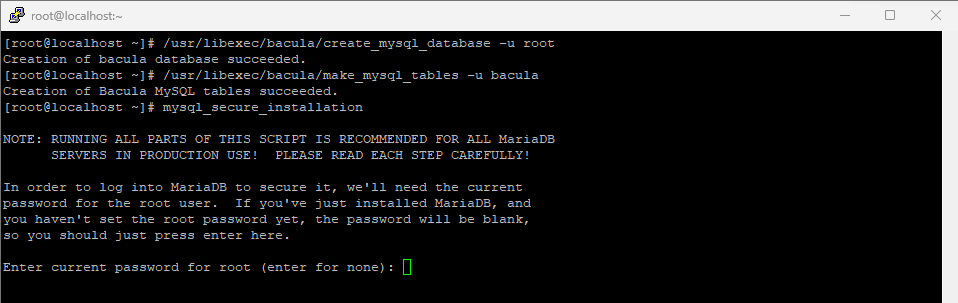 root@localhost:~
[root@localhost ~]# /usr/libexec/bacula/create_mysql_database -u root
Creation of bacula database succeeded.
[root@localhost ~]# /usr/libexec/bacula/make_mysql_tables -u bacula
Creation of Bacula MySQL tables succeeded.
[root@localhost ~]# mysql_secure_installation
NOTE: RUNNING ALL PARTS OF THIS SCRIPT IS RECOMMENDED FOR ALL MariaDB
SERVERS IN PRODUCTION USE!  PLEASE READ EACH STEP CAREFULLY!
In order to log into MariaDB to secure it, we'll need the current
password for the root user.  If you've just installed MariaDB, and
you haven't set the root password yet, the password will be blank,
so you should just press enter here.
Enter current password for root (enter for none):